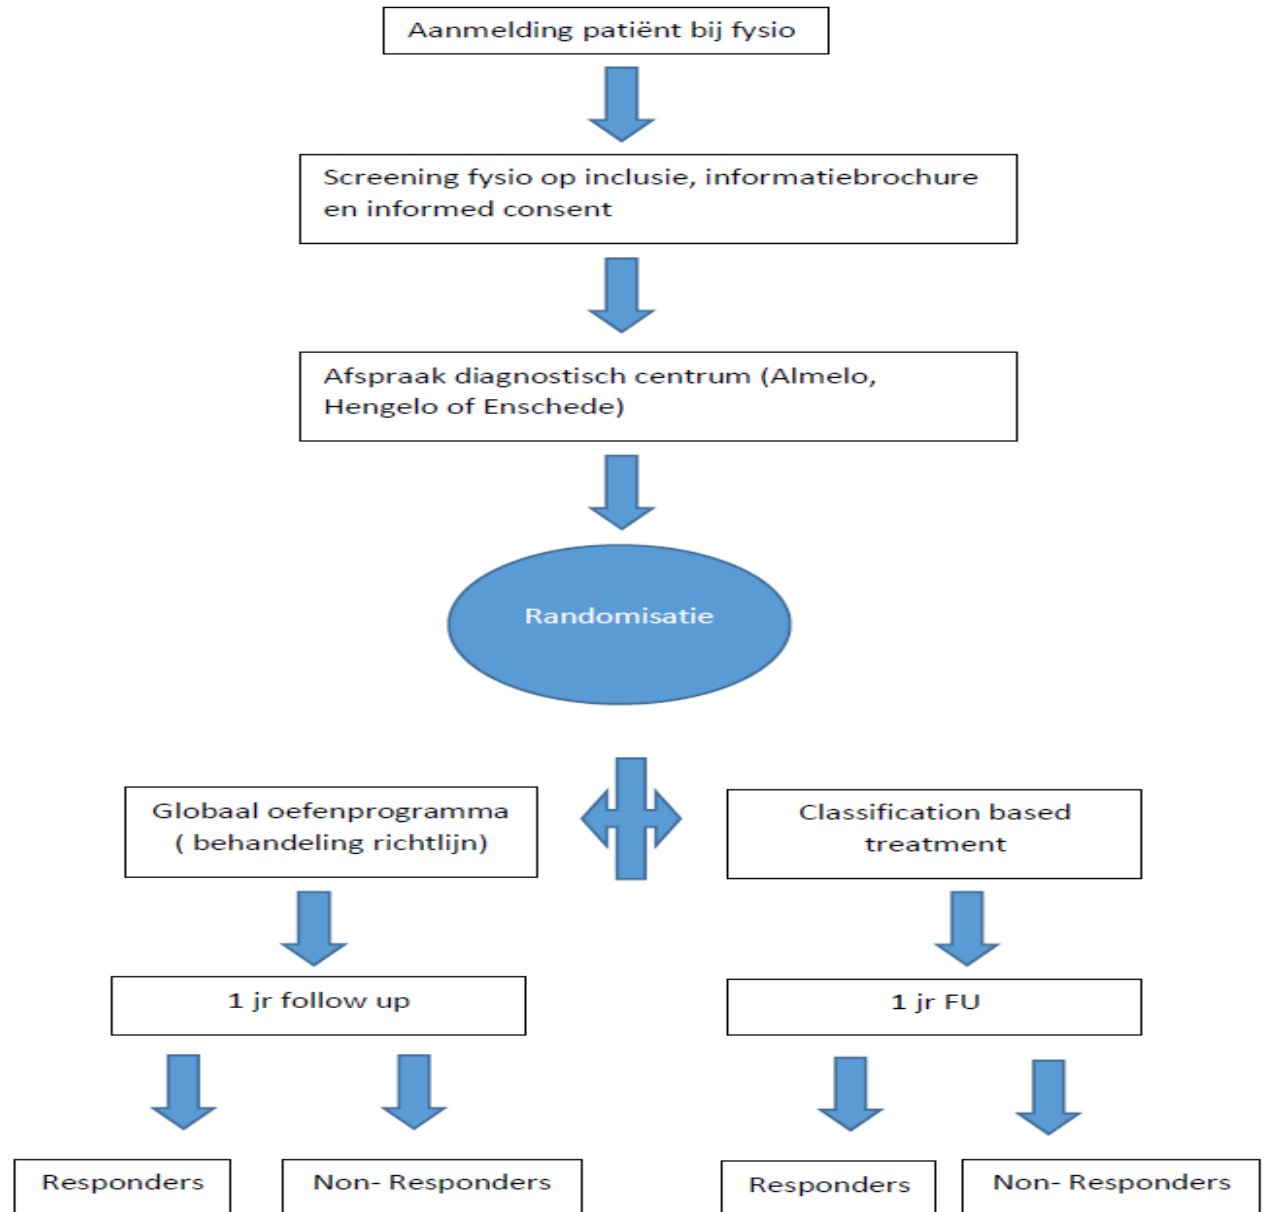 Aanmelding patiënt bij fysio
Screening fysio op inclusie, informatiebrochure
en informed consent
Afspraak diagnostisch centrum (Almelo,
Hengelo of Enschede)
Randomisatie
Globaal oefenprogramma
( behandeling richtlijn)
Classification based
treatment
1 jr follow up
1 jr FU
Responders
Non- Responders
Responders
Non- Responders